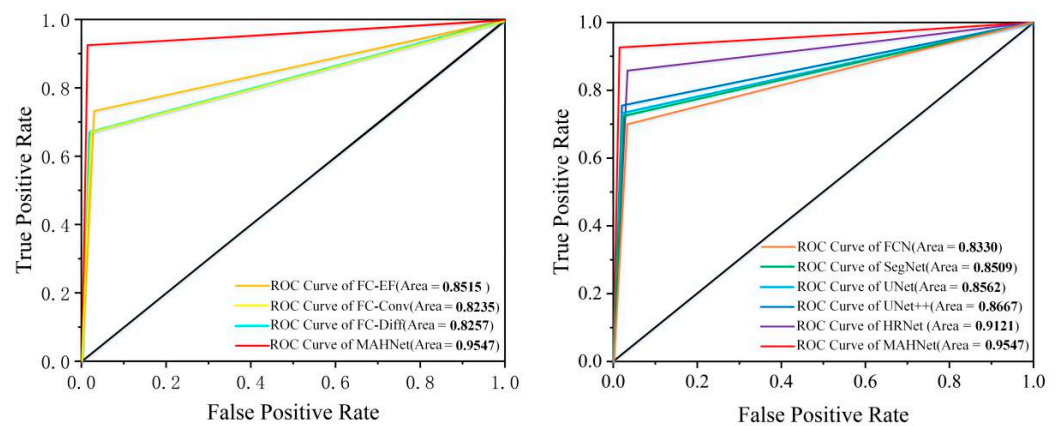 1. 0
0. 8
0. 6
0. 4
0. 2
0. 0
True Positive Rate
ROC Curve of FC-EF(Area = 0.8515 )
ROC Curve of FC-Conv(Area = 0.8235)
ROC Curve of FC-Diff(Area = 0.8257)
ROC Curve of MAHNet(Area = 0.9547)
0.0 0.2 0.4 0.6 0.8 1.0
False Positive Rate
1.0
0.8
0.6
0.4
0.2
0.0
True Positive Rate
ROC Curve of FCN(Area = 0.8330)
ROC Curve of SegNet(Area = 0.8509)
ROC Curve of UNet(Area = 0.8562)
ROC Curve of UNet++(Area = 0.8667)
ROC Curve of HRNet (Area = 0.9121)
ROC Curve of MAHNet(Area = 0.9547)
0.0 0.2 0.4 0.6 0.8 1.0
False Positive Rate